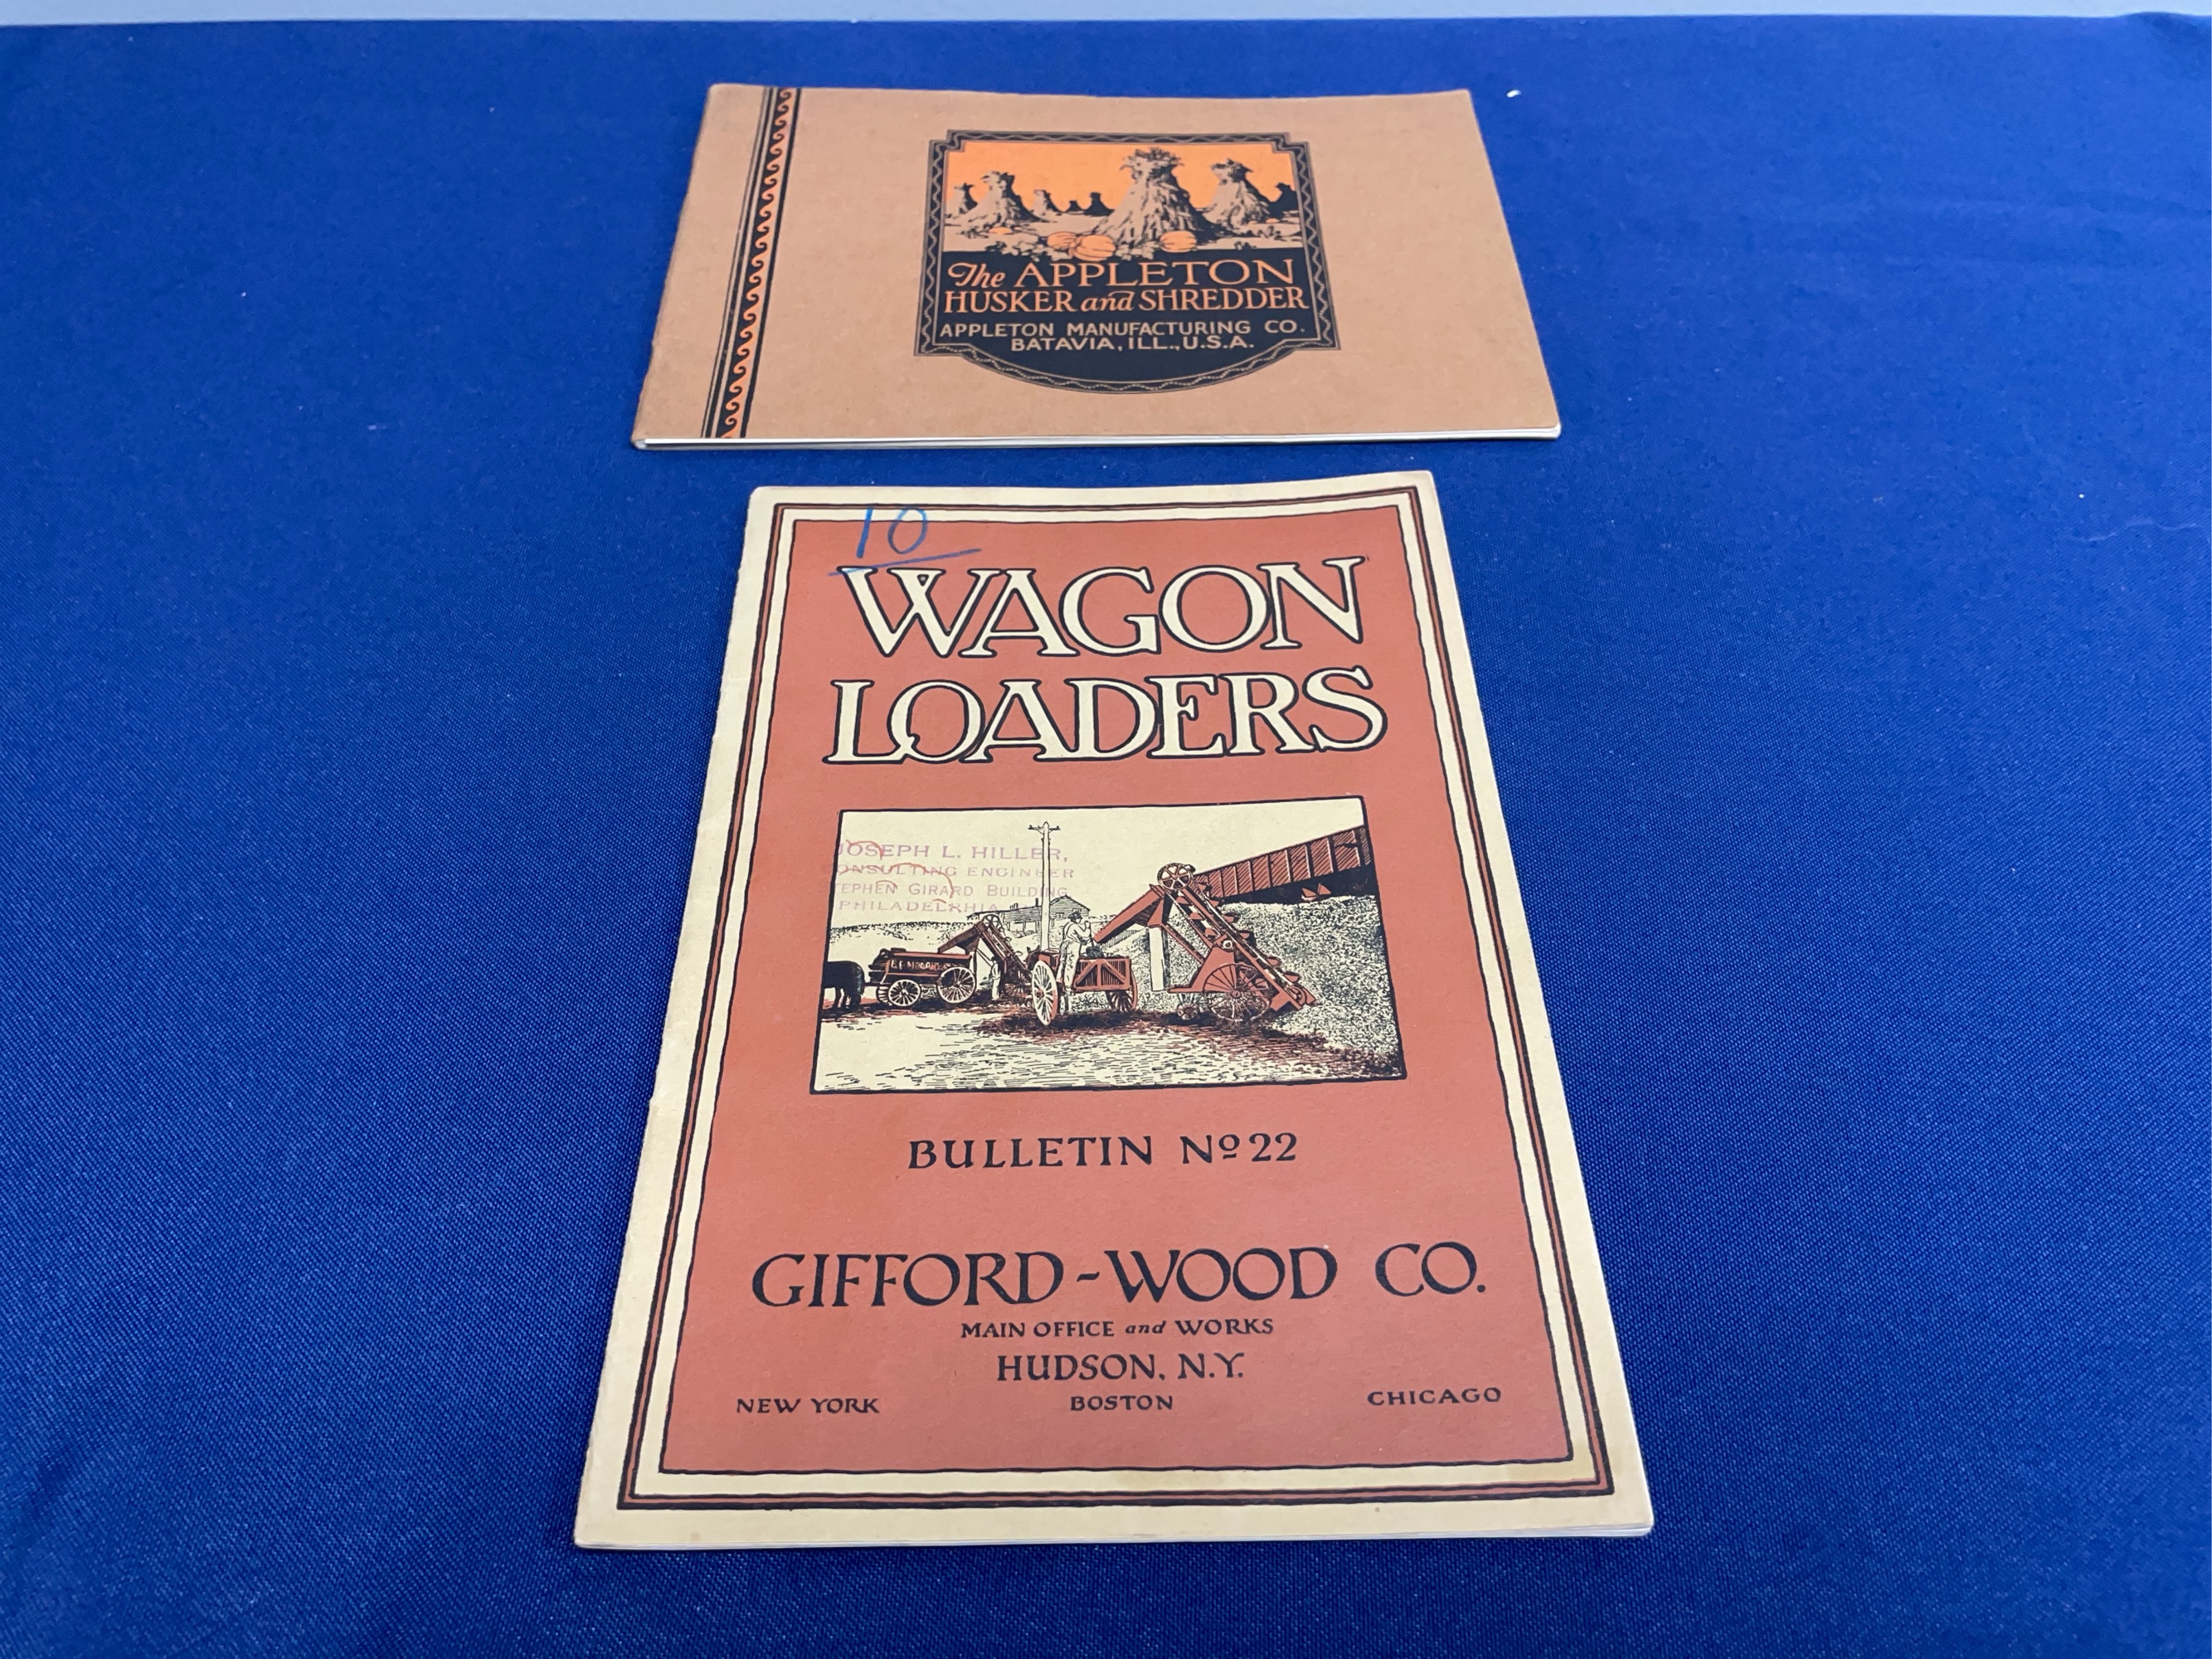 The APPLETON
HUSKER and SHREDDER
APPLETON MANUFACTURING CO.
BATAVIA, ILL., U.S.A.
10
WAGON
LOADERS
JOSEPH L. HILLER,
CONSULTING ENGINEER
STEPHEN GIRARD BUILDING
PHILADELPHIA
BULLETIN Nº 22
GIFFORD-WOOD CO.
MAIN OFFICE and WORKS
HUDSON, N.Y.
NEW YORK BOSTON CHICAGO